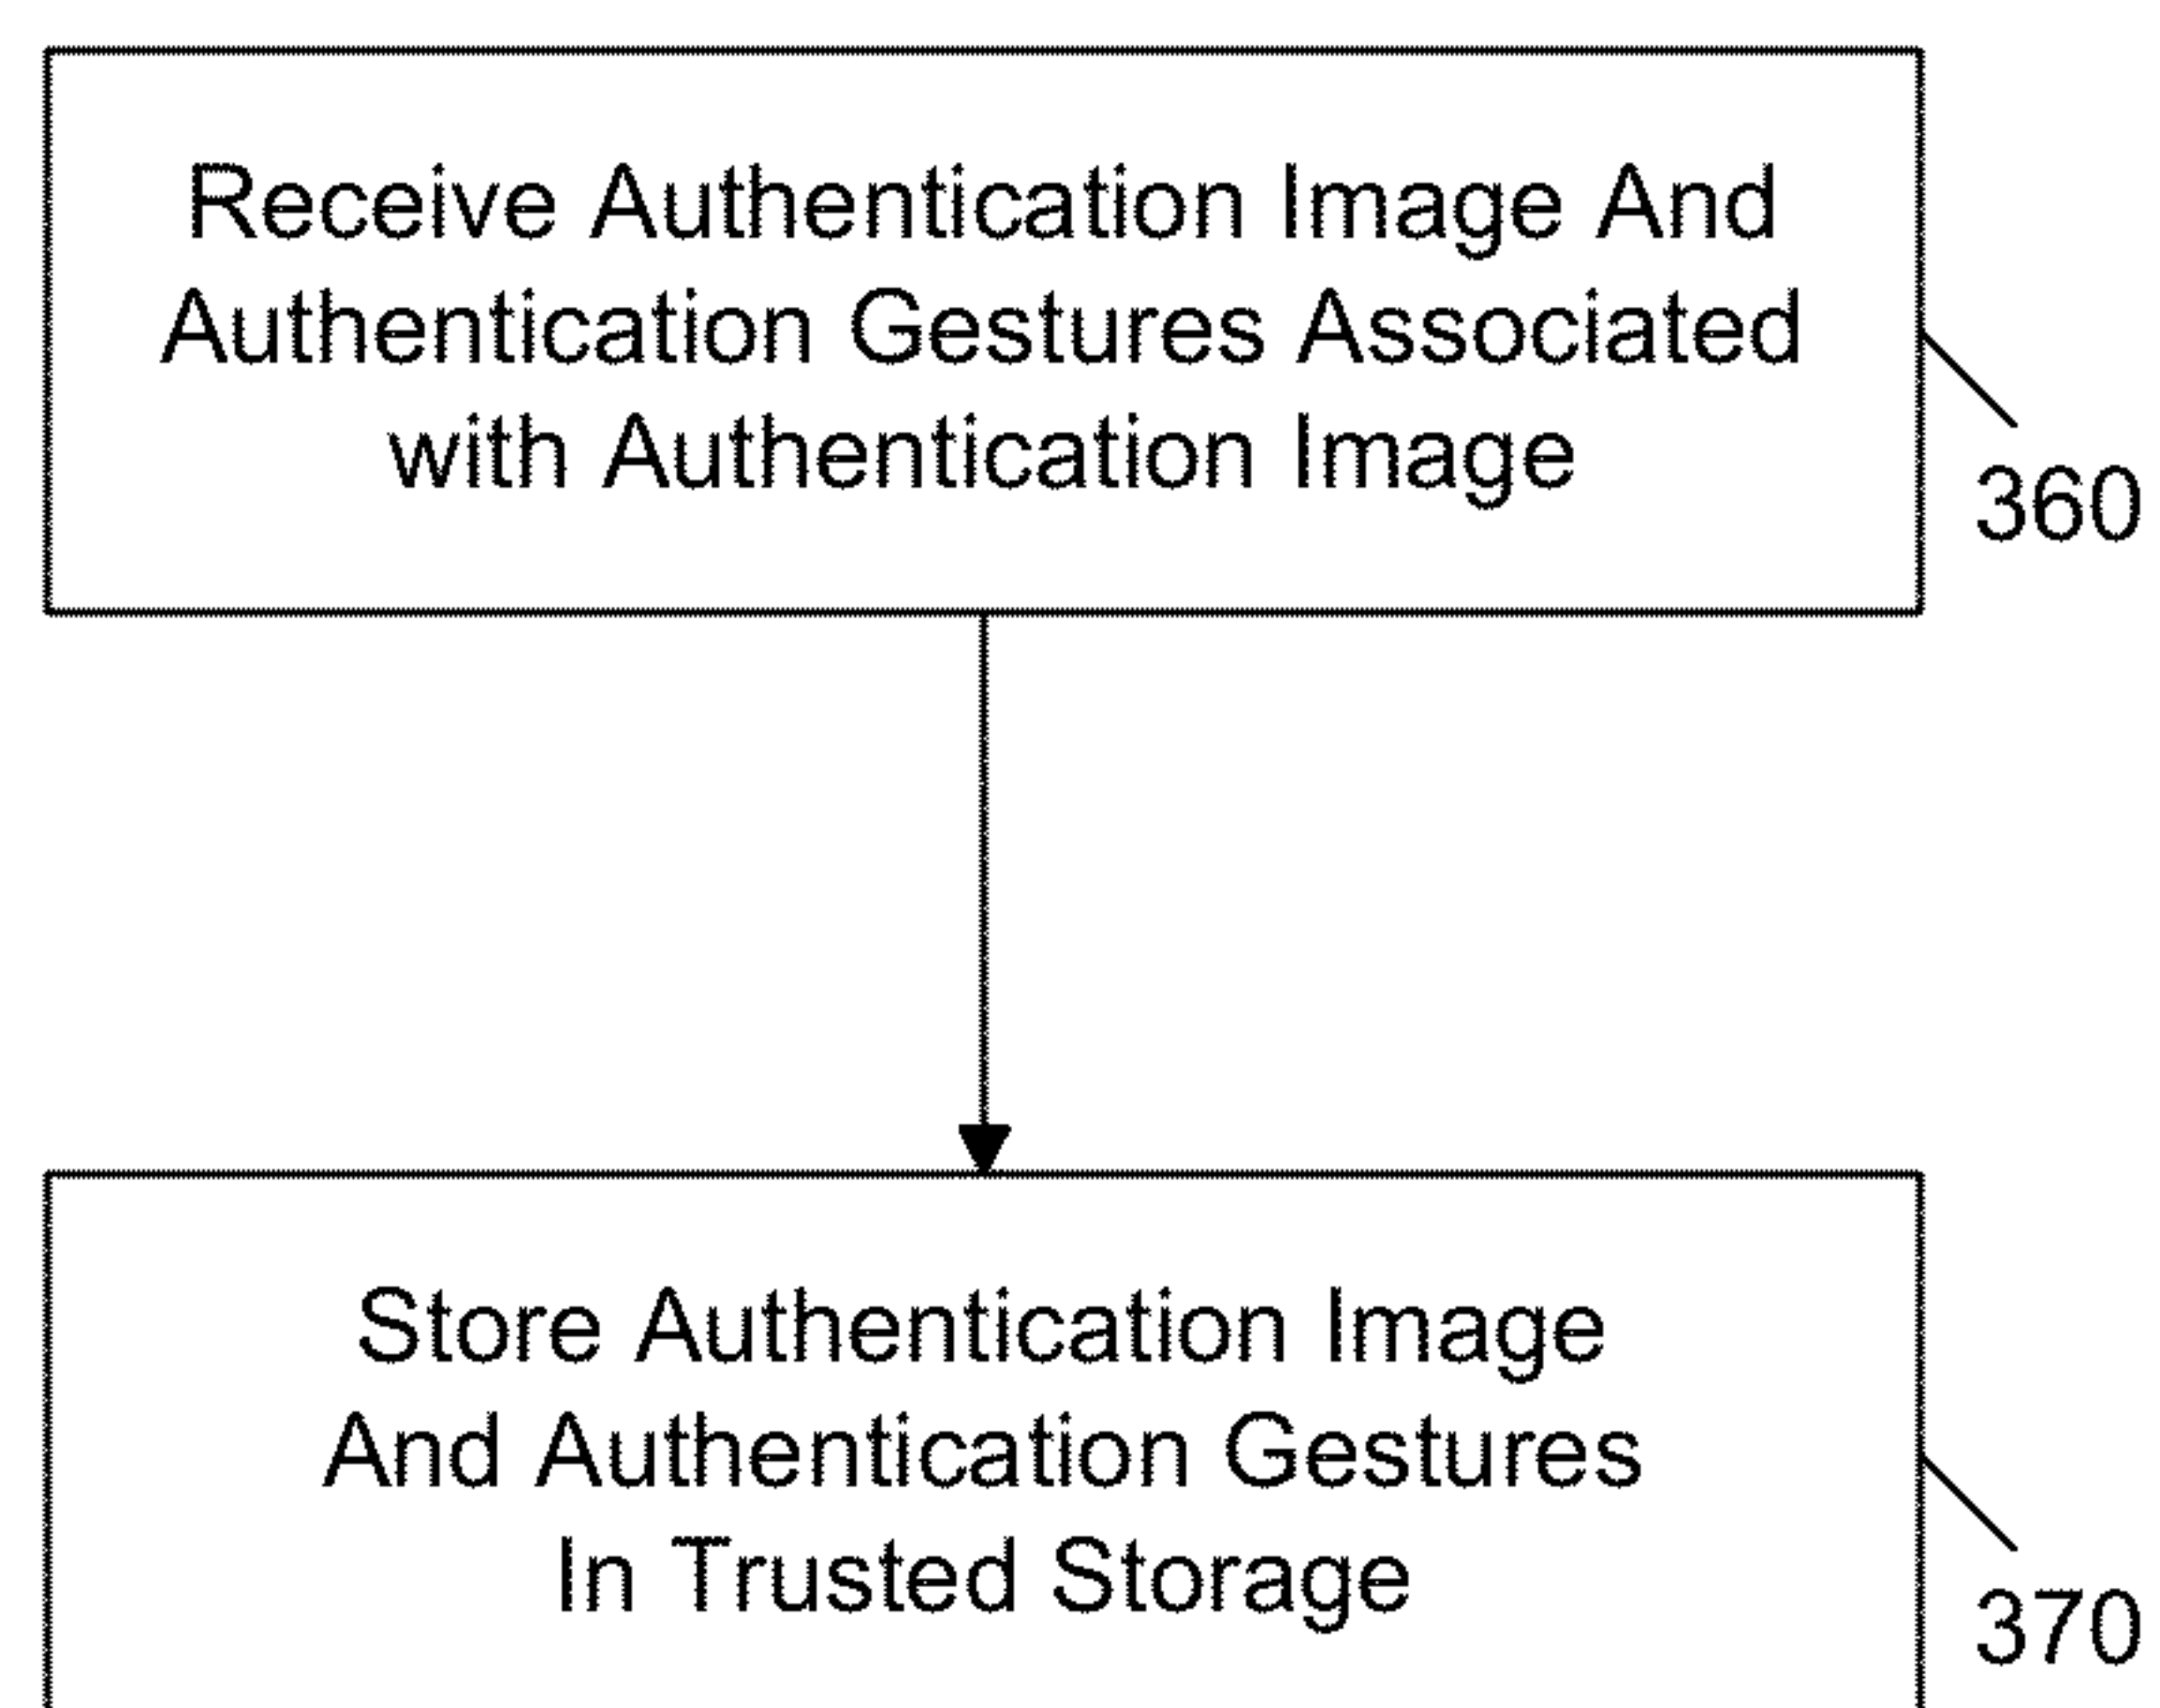 Receive Authentication Image And
Authentication Gestures Associated
with Authentication Image
360
Store Authentication Image
And Authentication Gestures
In Trusted Storage
370